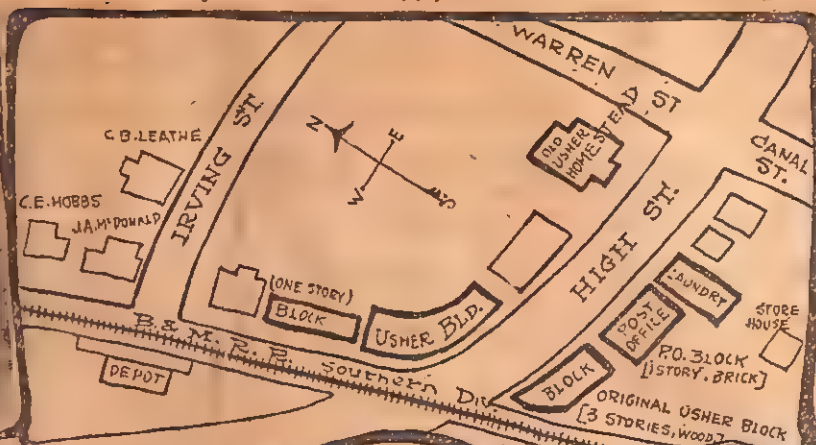 WARREN ST
CANAL
ST.
OLD
USHER
HOMESTEAD
C.B.LEATHE
IRVING ST.
N
E
W
S
C.E.HOBBS
J.A.McDONALD
HIGH ST.
(ONE STORY)
BLOCK
USHER BLD.
LAUNDRY
POST
OFFICE
STORE
HOUSE
B.& M. R. R. Southern Div.
DEPOT
P.O. BLOCK
[1 STORY, BRICK]
BLOCK
ORIGINAL USHER BLOCK
[3 STORIES, WOOD]